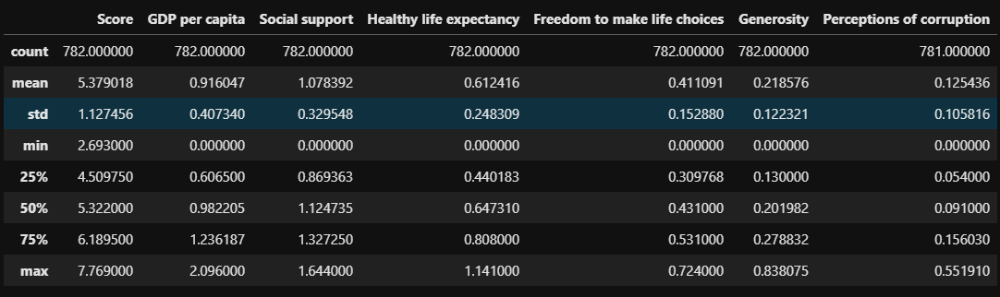 Score GDP per capita Social support Healthy life expectancy Freedom to make life choices Generosity Perceptions of corruption
count 782.000000 782.000000 782.000000 782.000000 782.000000 782.000000 781.000000
mean 5.379018 0.916047 1.078392 0.612416 0.411091 0.218576 0.125436
std 1.127456 0.407340 0.329548 0.248309 0.152880 0.122321 0.105816
min 2.693000 0.000000 0.000000 0.000000 0.000000 0.000000 0.000000
25% 4.509750 0.606500 0.869363 0.440183 0.309768 0.130000 0.054000
50% 5.322000 0.982205 1.124735 0.647310 0.431000 0.201982 0.091000
75% 6.189500 1.236187 1.327250 0.808000 0.531000 0.278832 0.156030
max 7.769000 2.096000 1.644000 1.141000 0.724000 0.838075 0.551910